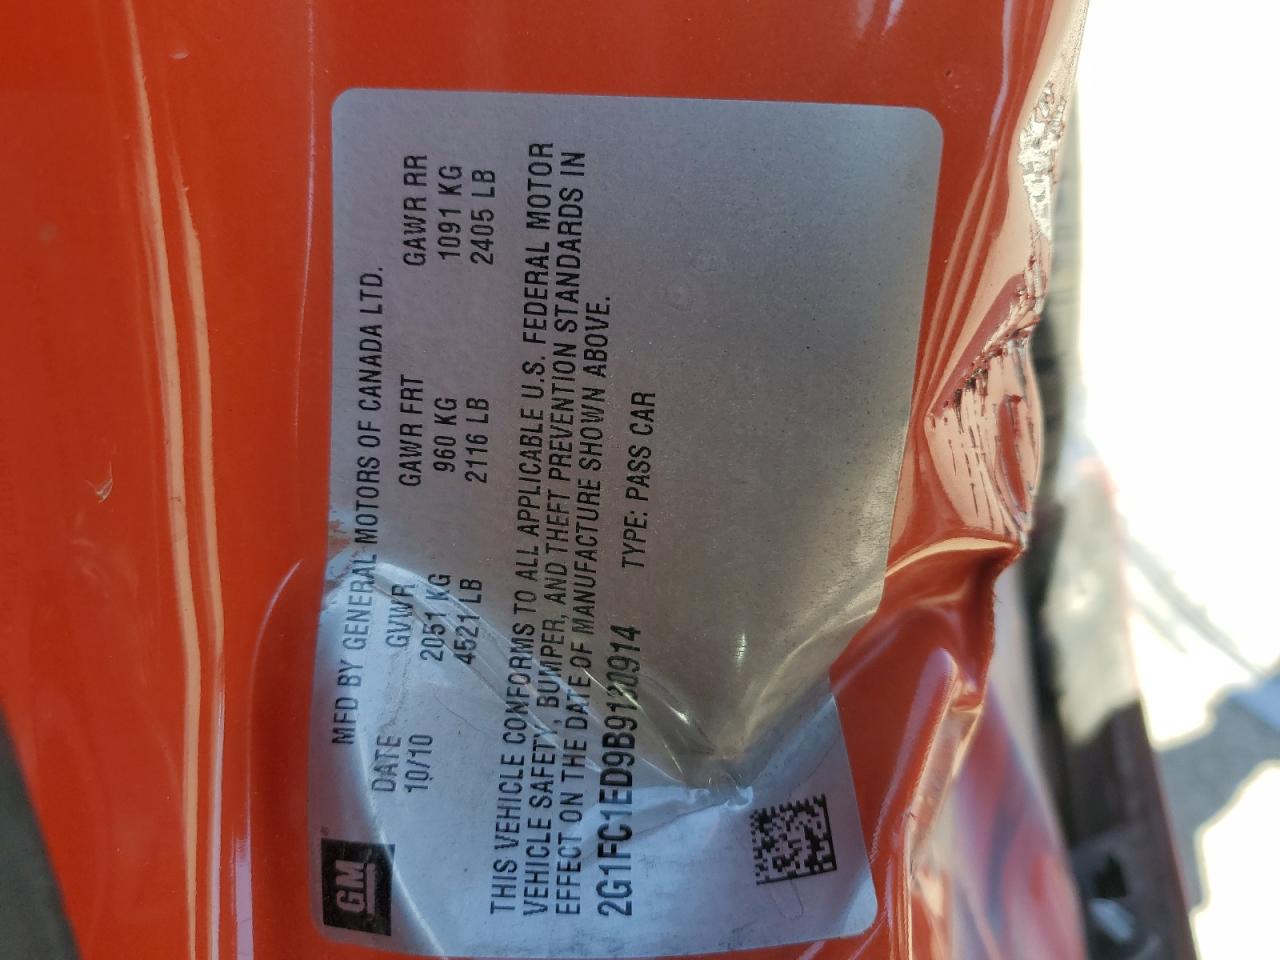 GM
MFD BY GENERAL MOTORS OF CANADA LTD.
DATE GVWR GAWR FRT GAWR RR
10/10 2051 KG 960 KG 1091 KG
4521 LB 2116 LB 2405 LB
THIS VEHICLE CONFORMS TO ALL APPLICABLE U.S. FEDERAL MOTOR
VEHICLE SAFETY, BUMPER, AND THEFT PREVENTION STANDARDS IN
EFFECT ON THE DATE OF MANUFACTURE SHOWN ABOVE.
2G1FC1ED9B9130914 TYPE: PASS CAR